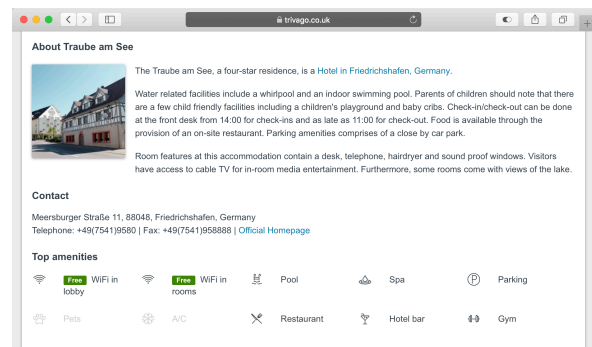 trivago.co.uk
About Traube am See
The Traube am See, a four-star residence, is a Hotel in Friedrichshafen, Germany.
Water related facilities include a whirlpool and an indoor swimming pool. Parents of children should note that there
are a few child friendly facilities including a children's playground and baby cribs. Check-in/check-out can be done
at the front desk from 14:00 for check-ins and as late as 11:00 for check-out. Food is available through the
provision of an on-site restaurant. Parking amenities comprises of a close by car park.
Room features at this accommodation contain a desk, telephone, hairdryer and sound proof windows. Visitors
have access to cable TV for in-room media entertainment. Furthermore, some rooms come with views of the lake.
Contact
Meersburger Straße 11, 88048, Friedrichshafen, Germany
Telephone: +49(7541)9580 | Fax: +49(7541)958888 | Official Homepage
Top amenities
Free WiFi in lobby
Free WiFi in rooms
Pool
Spa
Parking
Pets
A/C
Restaurant
Hotel bar
Gym